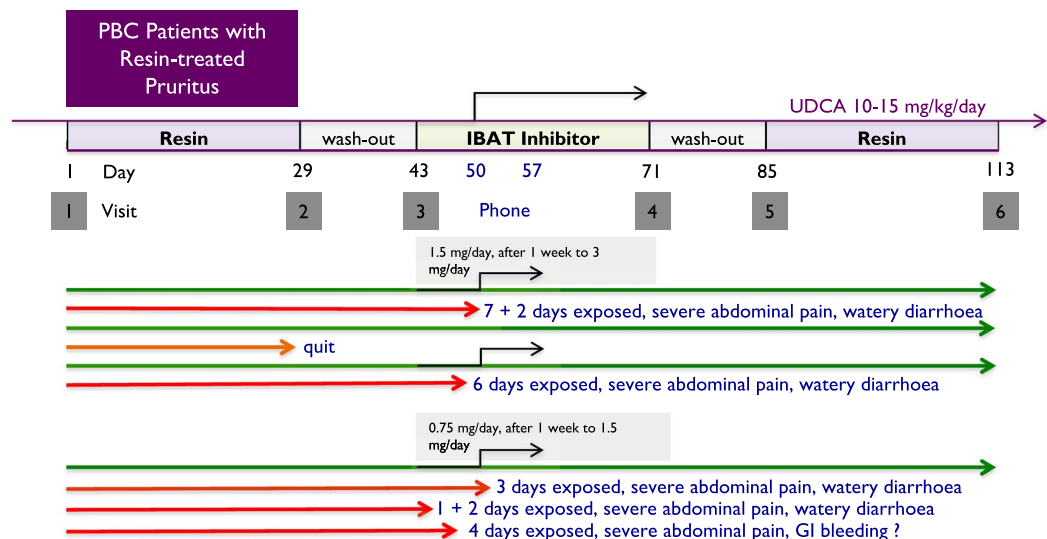 PBC Patients with
Resin-treated
Pruritus
UDCA 10-15 mg/kg/day
Resin wash-out IBAT Inhibitor wash-out Resin
1 Day 29 43 50 57 71 85 113
1 Visit 2 3 Phone 4 5 6
1.5 mg/day, after 1 week to 3
mg/day
7 + 2 days exposed, severe abdominal pain, watery diarrhoea
quit
6 days exposed, severe abdominal pain, watery diarrhoea
0.75 mg/day, after 1 week to 1.5
mg/day
3 days exposed, severe abdominal pain, watery diarrhoea
1 + 2 days exposed, severe abdominal pain, watery diarrhoea
4 days exposed, severe abdominal pain, GI bleeding ?